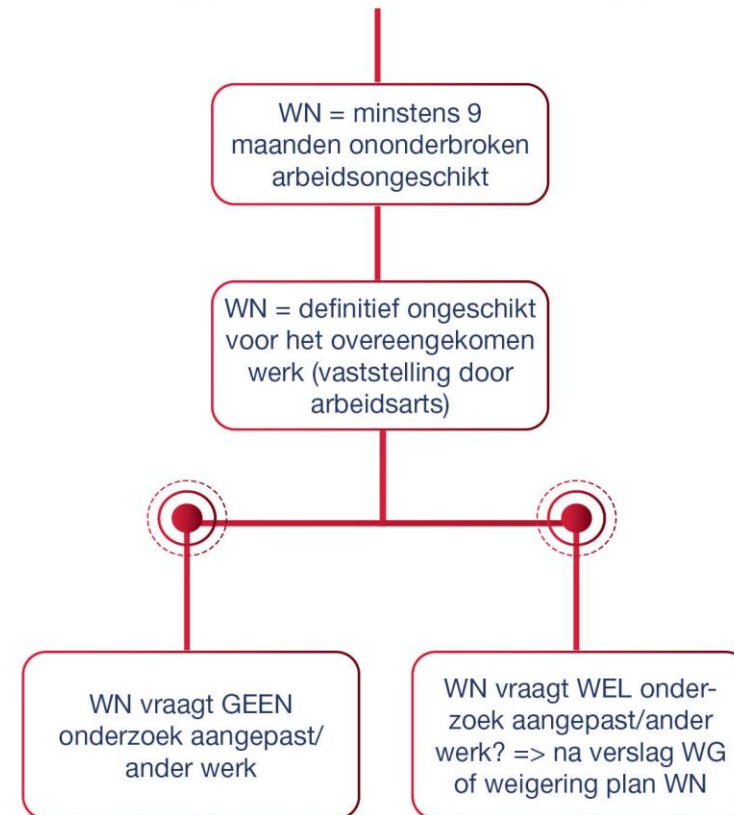 WN = minstens 9
maanden ononderbroken
arbeidsongeschikt
WN = definitief ongeschikt
voor het overeengekomen
werk (vaststelling door
arbeidsarts)
WN vraagt GEEN
onderzoek aangepast/
ander werk
WN vraagt WEL onder-
zoek aangepast/ander
werk? => na verslag WG
of weigering plan WN